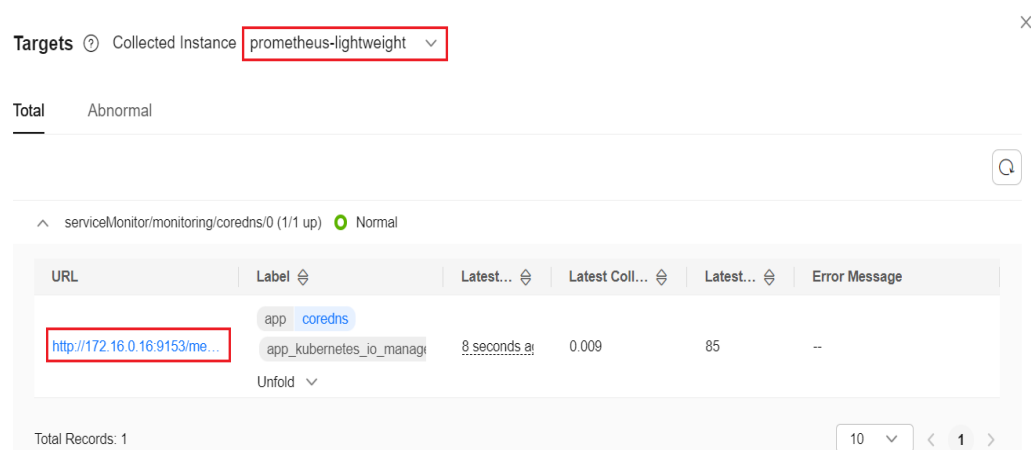 Targets ? Collected Instance prometheus-lightweight
Total Abnormal
serviceMonitor/monitoring/coredns/0 (1/1 up) Normal
URL Label Latest... Latest Coll... Latest... Error Message
app coredns
http://172.16.0.16:9153/me... app_kubernetes_io_manage 8 seconds ag 0.009 85 --
Unfold
Total Records: 1 10 < 1 >